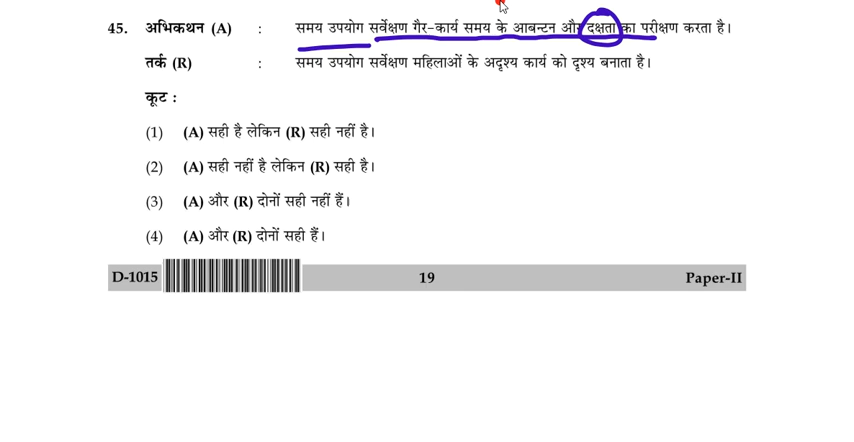 45. अभिकथन (A) : समय उपयोग सर्वेक्षण गैर-कार्य समय के आबन्टन और दक्षता का परीक्षण करता है।
तर्क (R) : समय उपयोग सर्वेक्षण महिलाओं के अदृश्य कार्य को दृश्य बनाता है।
कूट :
(1) (A) सही है लेकिन (R) सही नहीं है।
(2) (A) सही नहीं है लेकिन (R) सही है।
(3) (A) और (R) दोनों सही नहीं हैं।
(4) (A) और (R) दोनों सही हैं।
D-1015 19 Paper-II